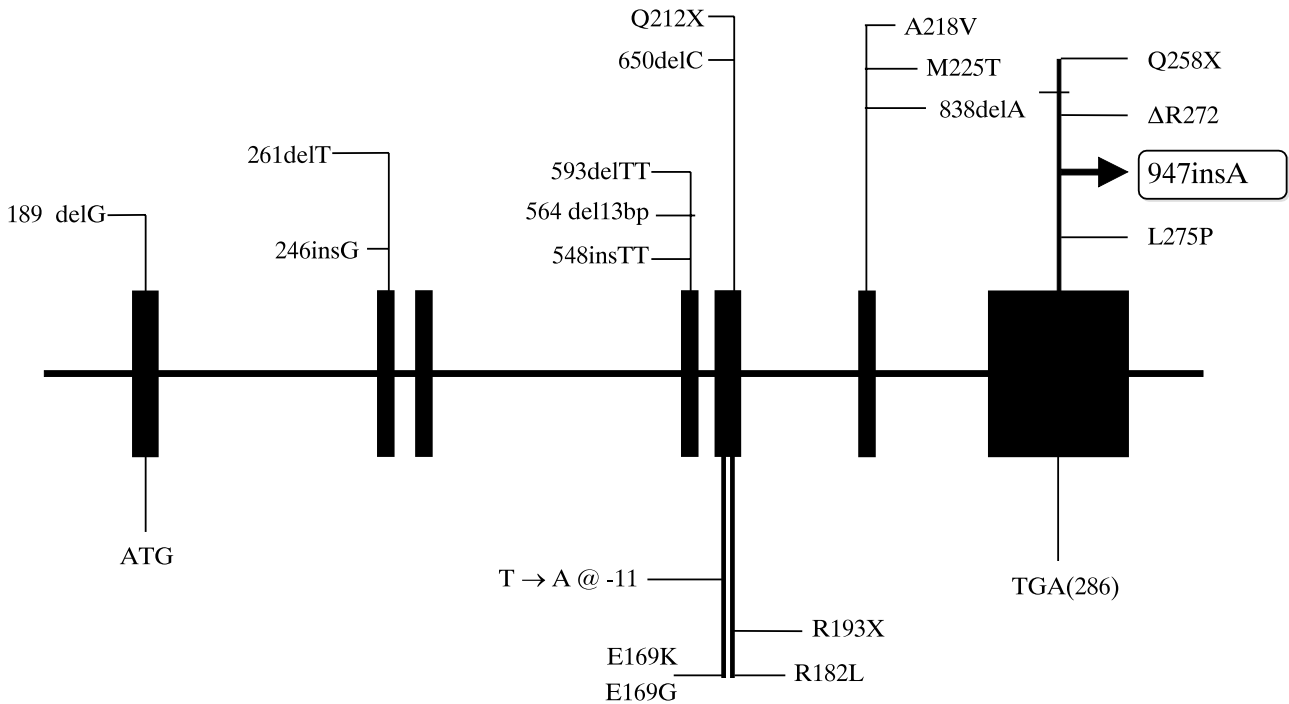 Q212X
650delC
A218V
M225T
838delA
Q258X
ΔR272
947insA
L275P
261delT
246insG
593delTT
564 del13bp
548insTT
189 delG
ATG
T → A @ -11
TGA(286)
R193X
E169K
E169G
R182L